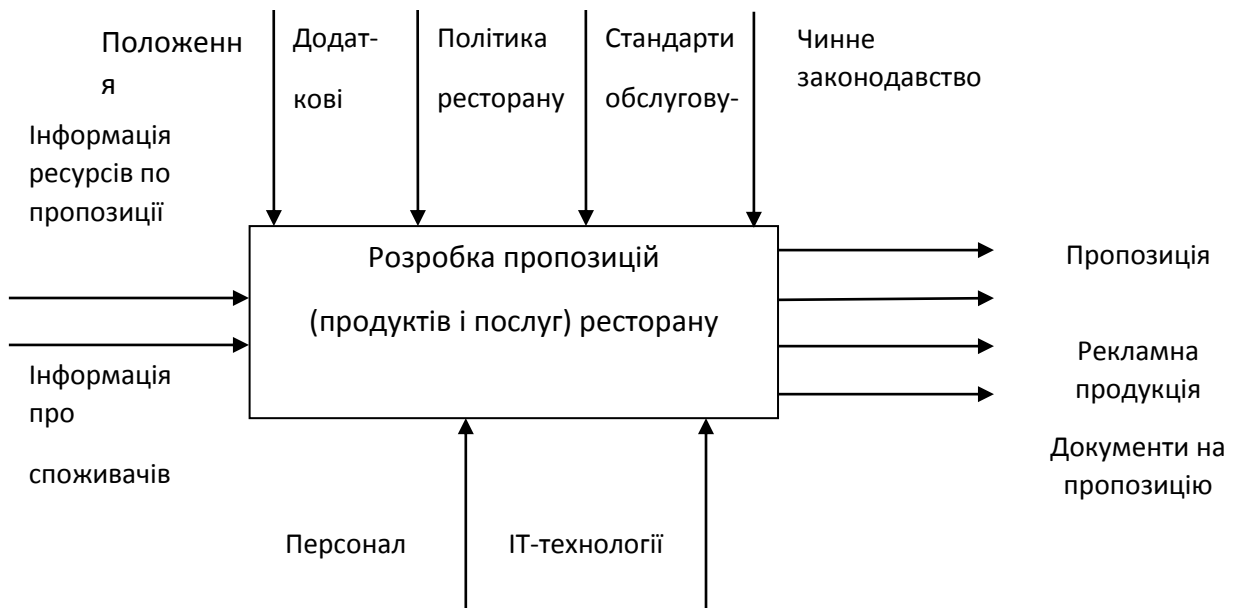 Положенн
я
Додат-
кові
Політика
ресторану
Стандарти
обслугову-
Чинне
законодавство
Інформація
ресурсів по
пропозиції
Розробка пропозицій
(продуктів і послуг) ресторану
Пропозиція
Рекламна
продукція
Документи на
пропозицію
Інформація
про
споживачів
Персонал
ІТ-технології